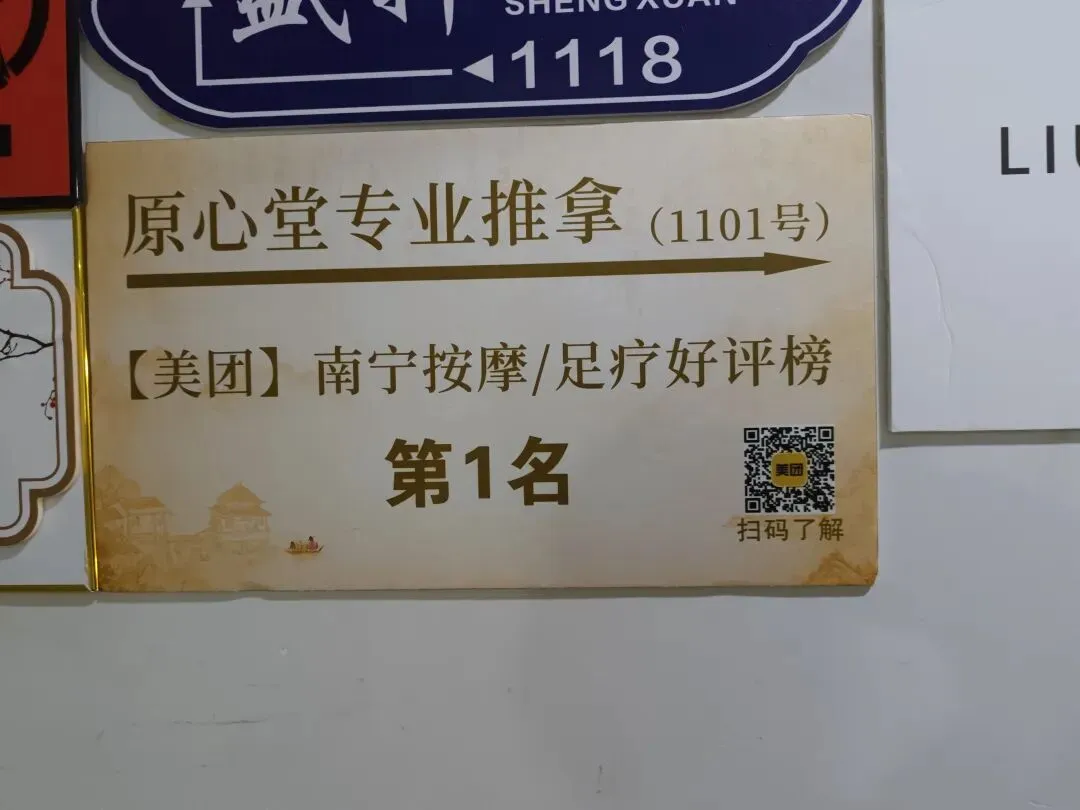 SHENG XUAN
1118
原心堂专业推拿（1101号）
【美团】南宁按摩/足疗好评榜
第1名
美团
扫码了解
LIU